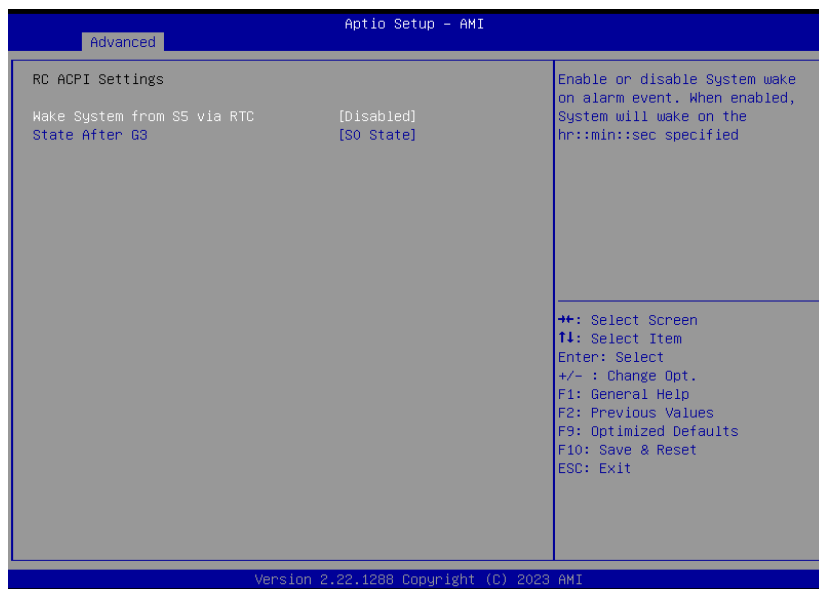 Aptio Setup – AMI
Advanced
RC ACPI Settings
Wake System from S5 via RTC [Disabled]
State After G3 [S0 State]
Enable or disable System wake
on alarm event. When enabled,
System will wake on the
hr::min::sec specified
→←: Select Screen
↑↓: Select Item
Enter: Select
+/- : Change Opt.
F1: General Help
F2: Previous Values
F9: Optimized Defaults
F10: Save & Reset
ESC: Exit
Version 2.22.1288 Copyright (C) 2023 AMI